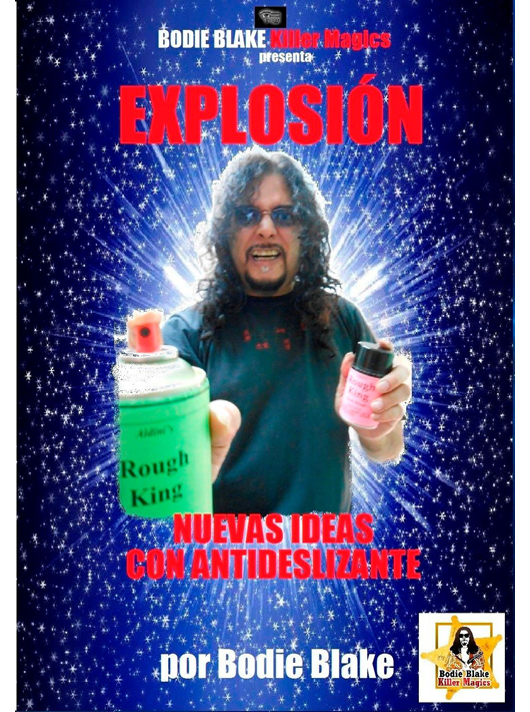 BODIE BLAKE Killer Magics
presenta
EXPLOSIÓN
Aldini's
Rough
King
Rough
King
NUEVAS IDEAS
CON ANTIDESLIZANTE
por Bodie Blake
Bodie Blake
Killer Magics